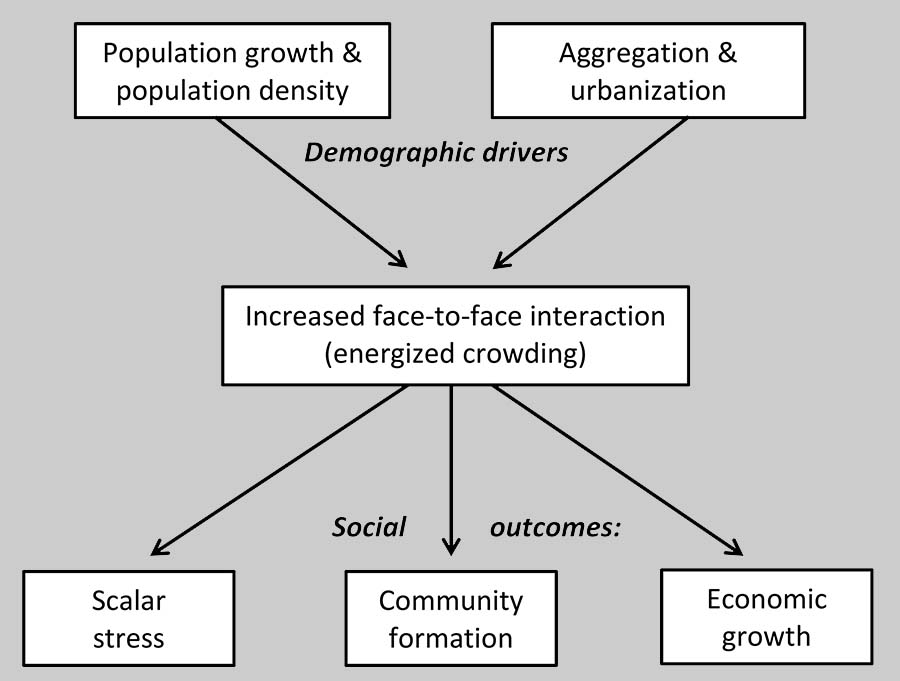 Population growth &
population density
Aggregation &
urbanization
Demographic drivers
Increased face-to-face interaction
(energized crowding)
Social outcomes:
Scalar
stress
Community
formation
Economic
growth